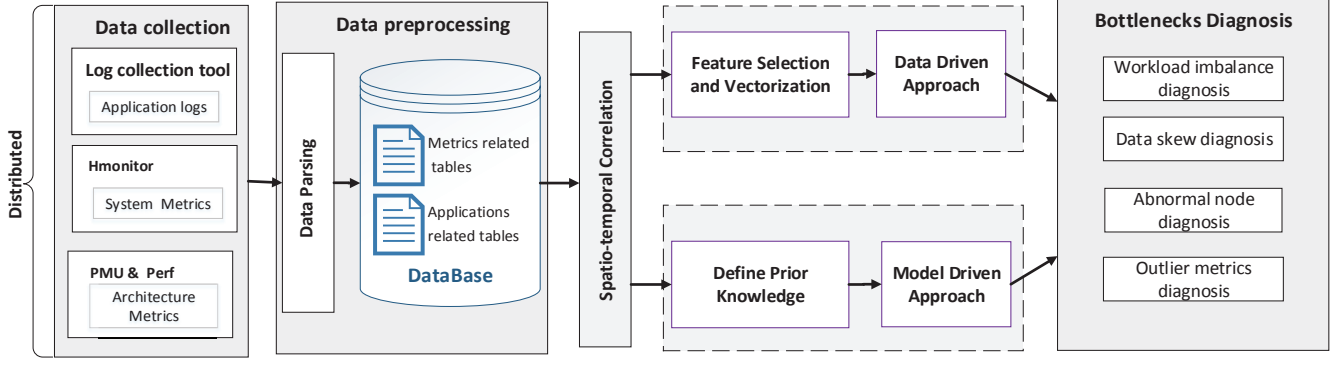 Distributed
Data collection
Log collection tool
Application logs
Hmonitor
System Metrics
PMU & Perf
Architecture
Metrics
Data preprocessing
Data Parsing
Metrics related
tables
Applications
related tables
DataBase
Spatio-temporal Correlation
Feature Selection
and Vectorization
Data Driven
Approach
Define Prior
Knowledge
Model Driven
Approach
Bottlenecks Diagnosis
Workload imbalance
diagnosis
Data skew diagnosis
Abnormal node
diagnosis
Outlier metrics
diagnosis